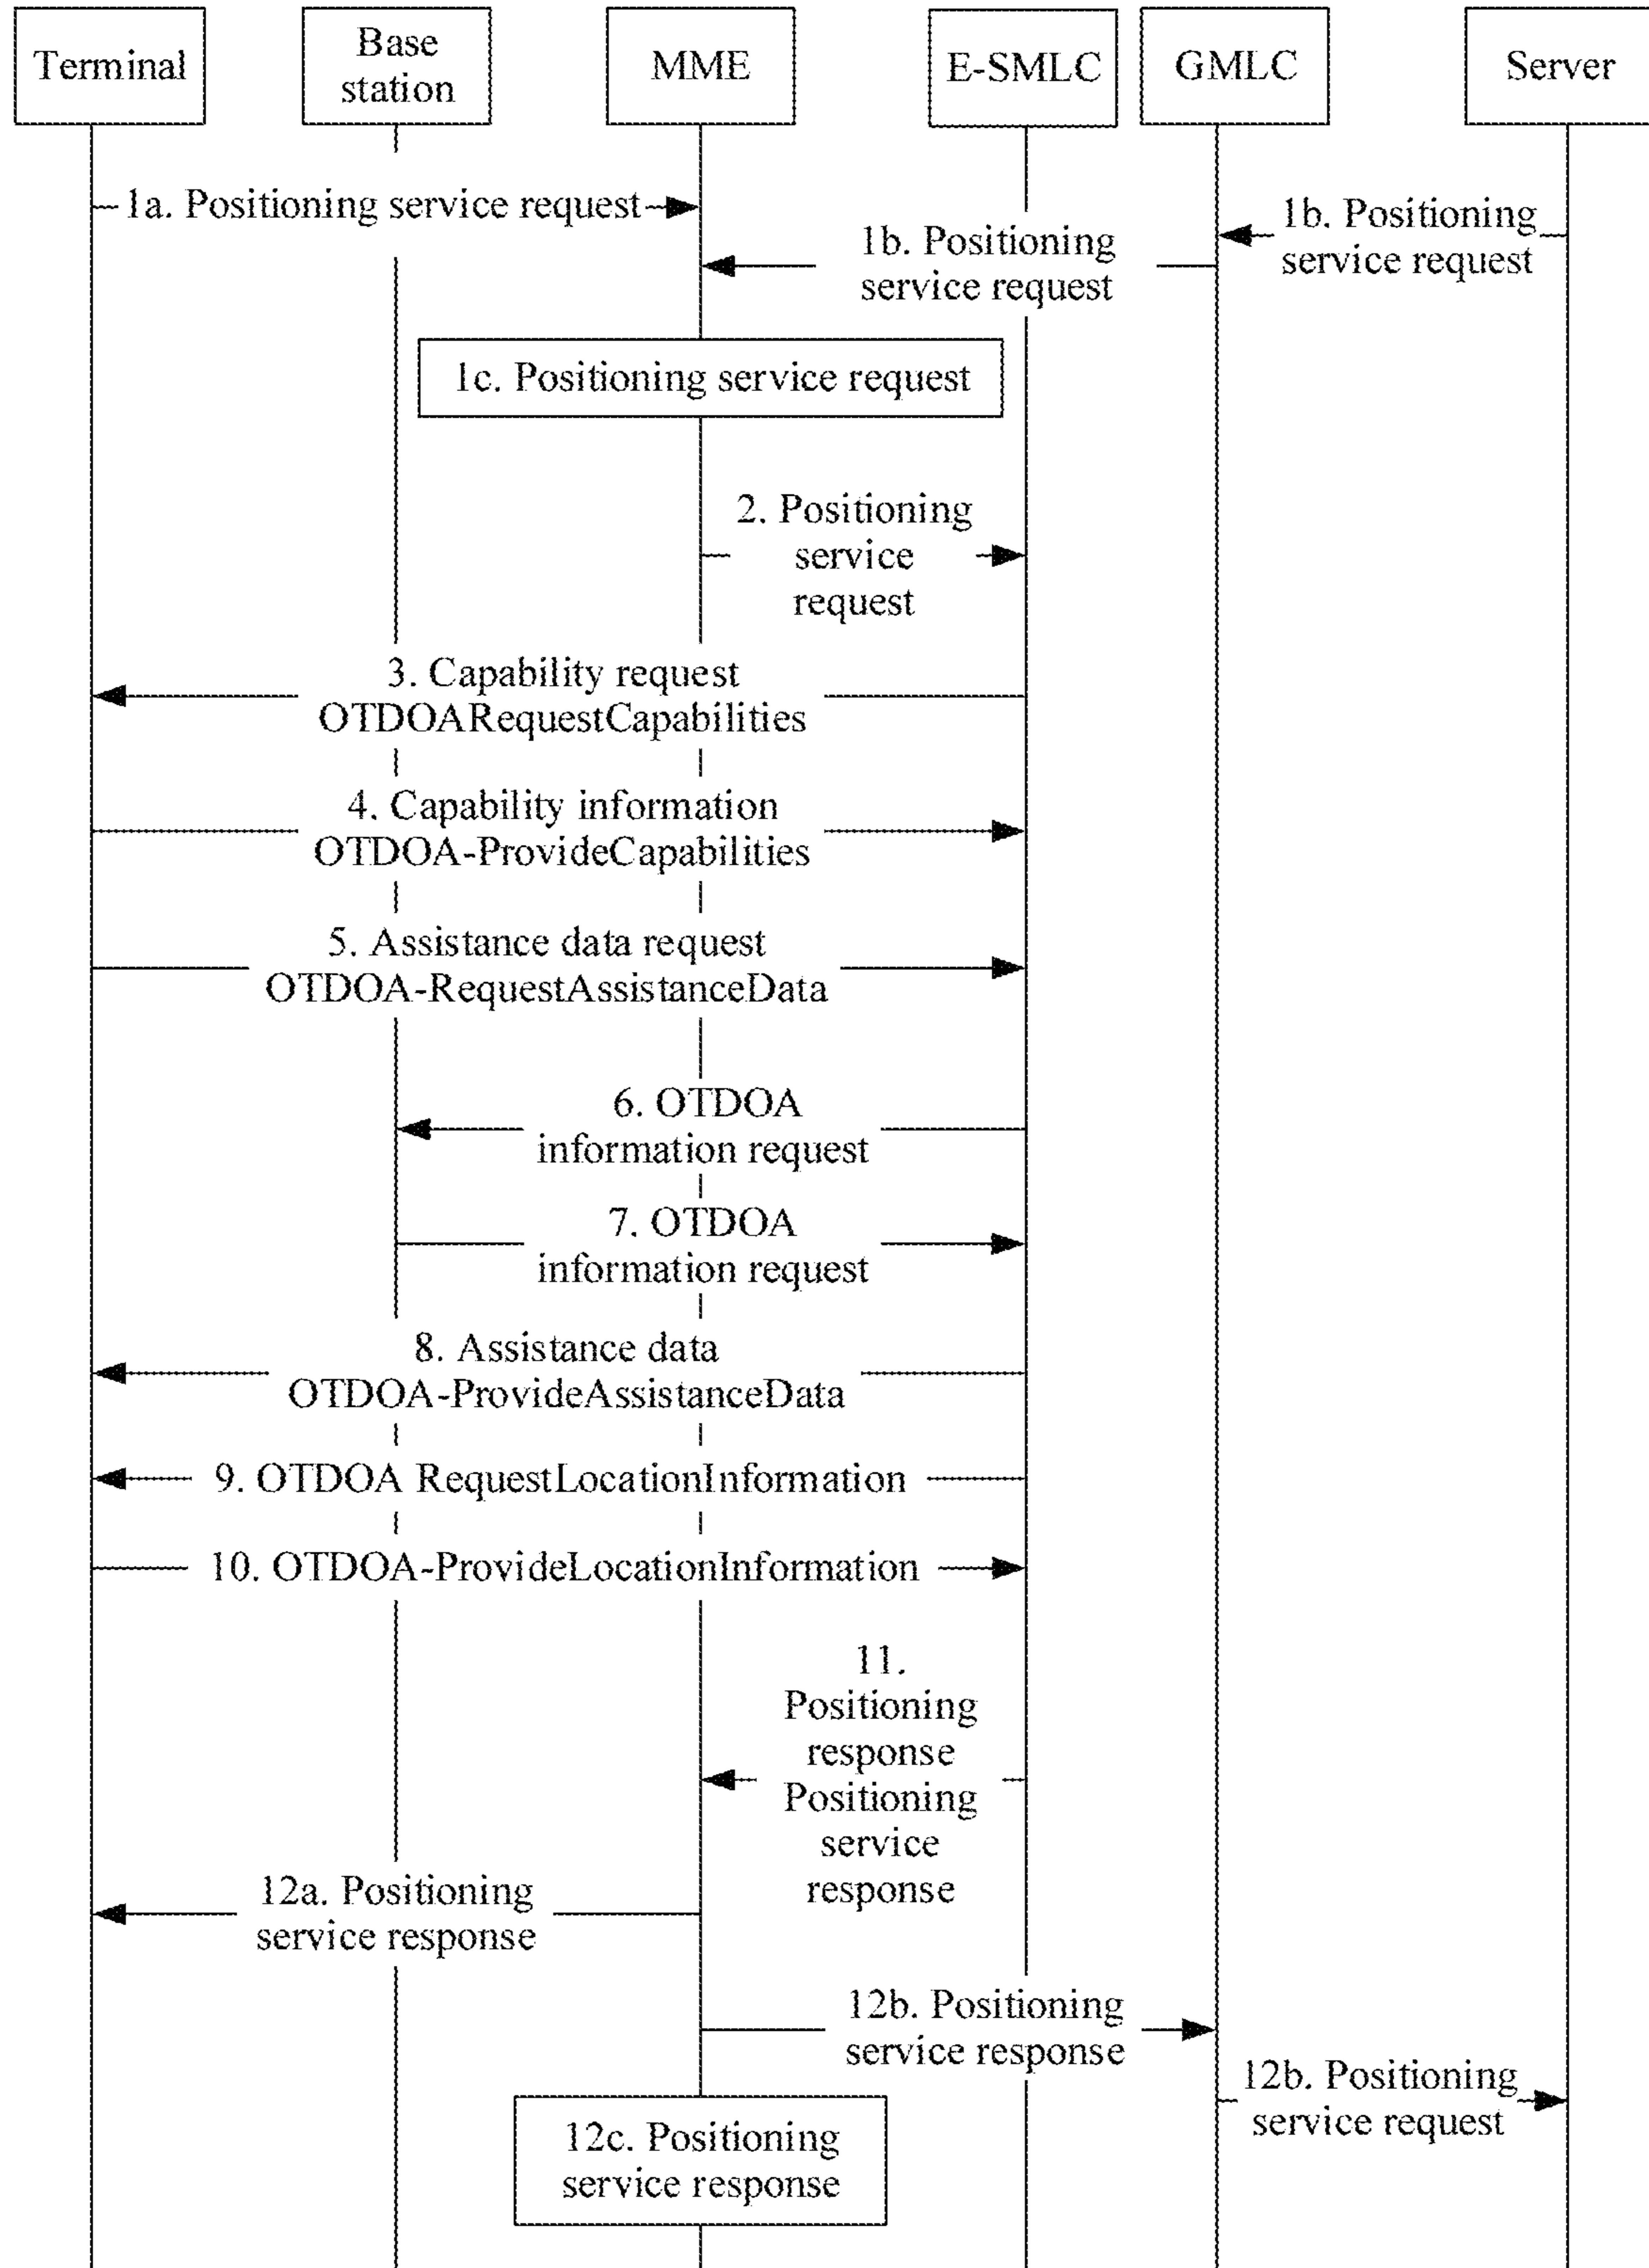 Terminal
Base
station
MME
E-SMLC
GMLC
Server
1a. Positioning service request
1b. Positioning
service request
1b. Positioning
service request
1c. Positioning service request
2. Positioning
service
request
3. Capability request
OTDOARequestCapabilities
4. Capability information
OTDOA-ProvideCapabilities
5. Assistance data request
OTDOA-RequestAssistanceData
6. OTDOA
information request
7. OTDOA
information request
8. Assistance data
OTDOA-ProvideAssistanceData
9. OTDOA RequestLocationInformation
10. OTDOA-ProvideLocationInformation
11.
Positioning
response
Positioning
service
response
12a. Positioning
service response
12b. Positioning
service response
12b. Positioning
service request
12c. Positioning
service response